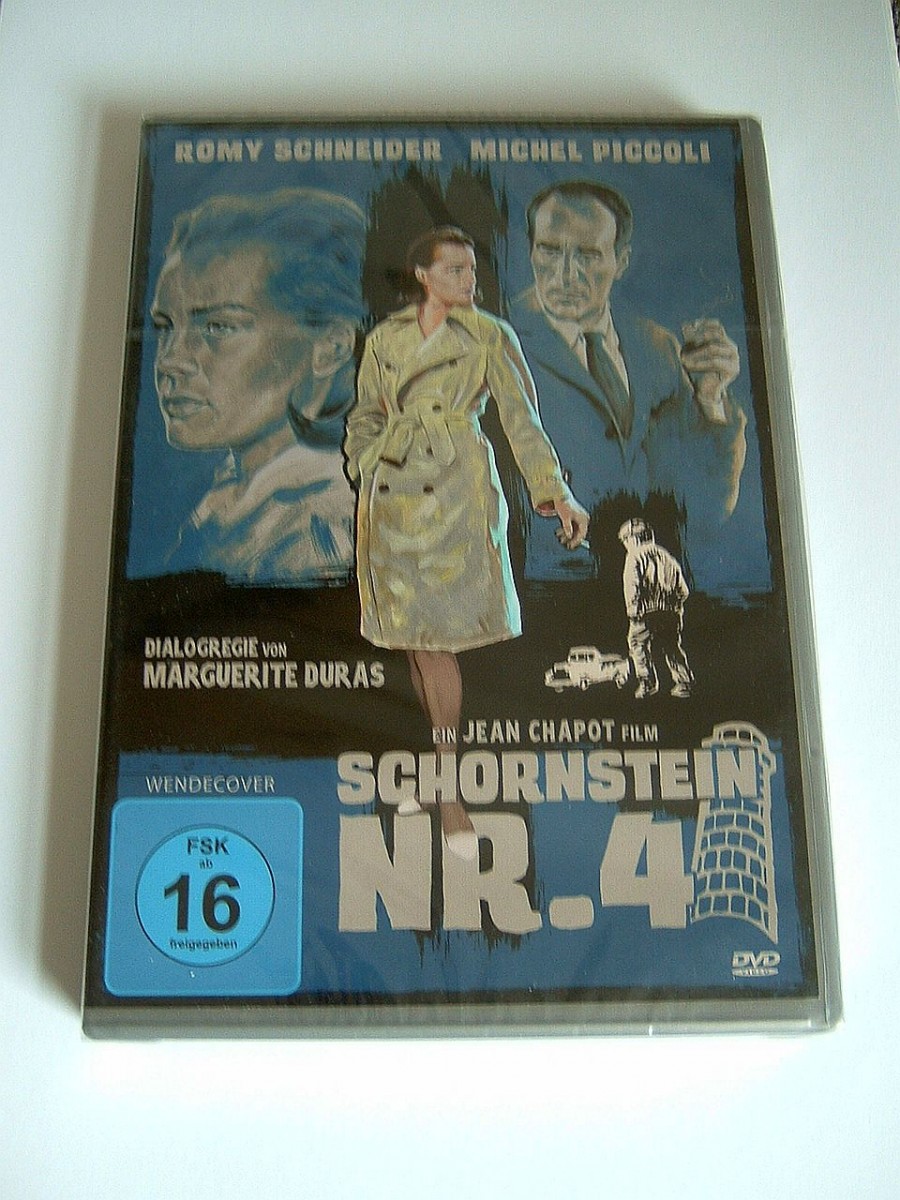 ROMY SCHNEIDER MICHEL PICCOLI
DIALOGREGIE VON
MARGUERITE DURAS
EIN JEAN CHAPOT FILM
SCHORNSTEIN
NR.4
WENDECOVER
FSK
ab
16
freigegeben
DVD
VIDEO